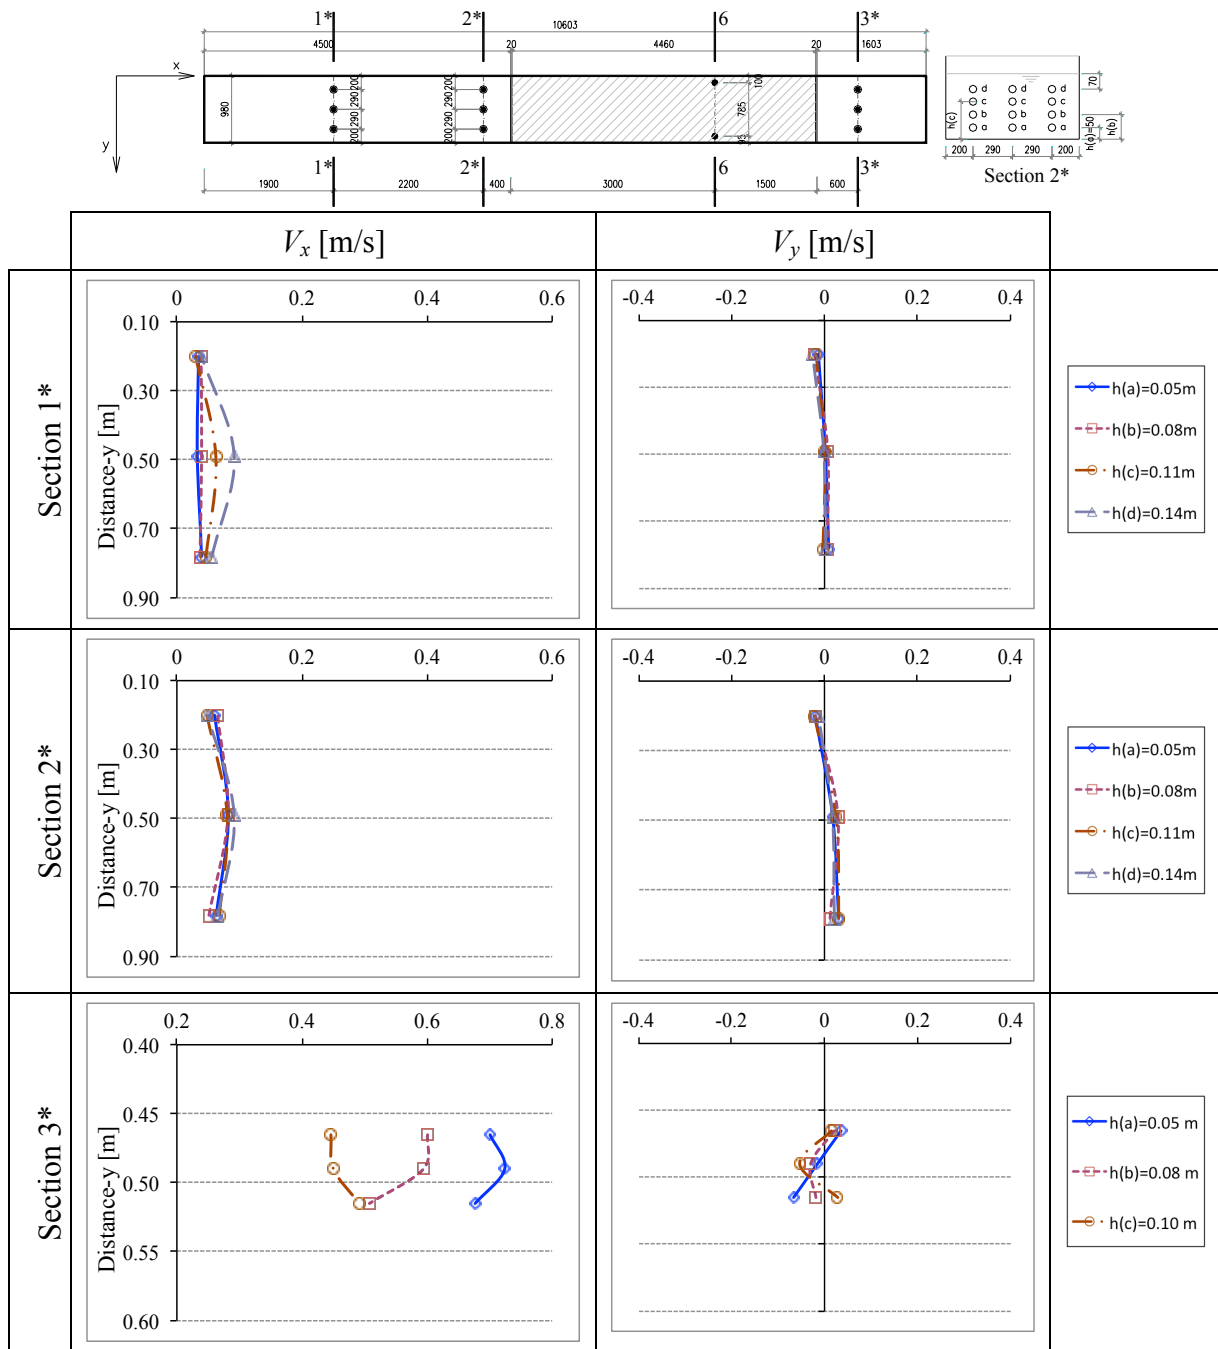 1*
2*
6
3*
10603
4500
20
4460
20
1603
x
y
980
200
290
290
200
200
290
290
200
100
785
93
1*
2*
6
3*
1900
2200
400
3000
1500
600
d d d
c c c
b b b
a a a
70
h(c)
h(a)=50
h(b)
200 290 290 200
Section 2*
Vx [m/s]
Vy [m/s]
Section 1*
0 0.2 0.4 0.6
Distance-y [m]
0.10
0.30
0.50
0.70
0.90
-0.4 -0.2 0 0.2 0.4
h(a)=0.05m
h(b)=0.08m
h(c)=0.11m
h(d)=0.14m
Section 2*
0 0.2 0.4 0.6
Distance-y [m]
0.10
0.30
0.50
0.70
0.90
-0.4 -0.2 0 0.2 0.4
h(a)=0.05m
h(b)=0.08m
h(c)=0.11m
h(d)=0.14m
Section 3*
0.2 0.4 0.6 0.8
Distance-y [m]
0.40
0.45
0.50
0.55
0.60
-0.4 -0.2 0 0.2 0.4
h(a)=0.05 m
h(b)=0.08 m
h(c)=0.10 m